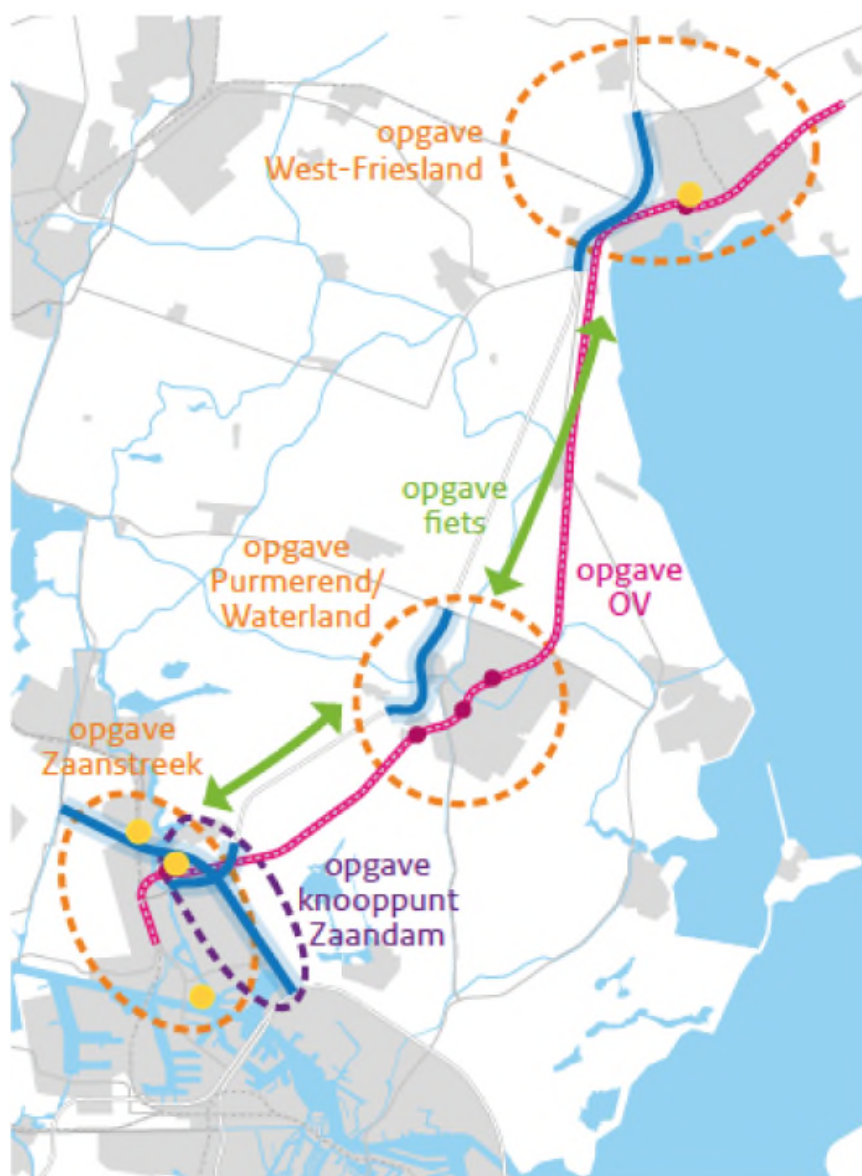 opgave
West-Friesland
opgave
fiets
opgave
Purmerend/
Waterland
opgave
OV
opgave
Zaanstreek
opgave
knooppunt
Zaandam